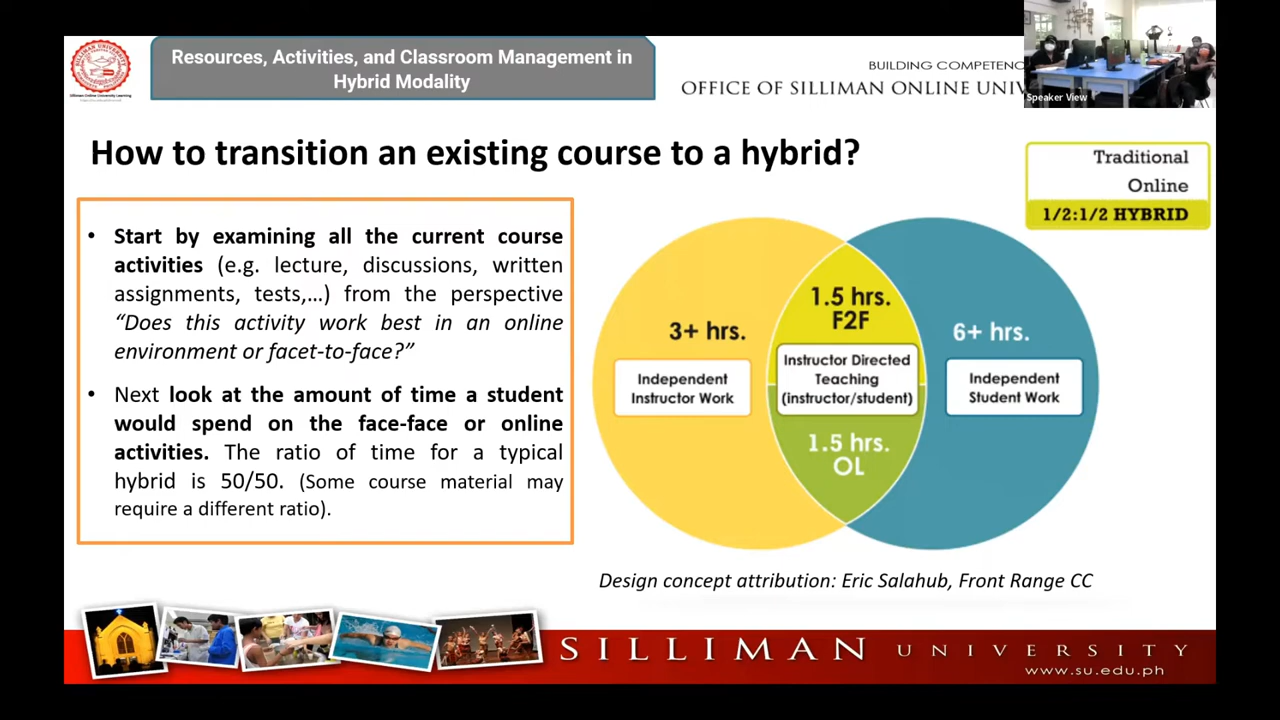 Resources, Activities, and Classroom Management in
Hybrid Modality
BUILDING COMPETENC
OFFICE OF SILLIMAN ONLINE UNIV
Speaker View
How to transition an existing course to a hybrid?
Traditional
Online
1/2:1/2 HYBRID
• Start by examining all the current course
activities (e.g. lecture, discussions, written
assignments, tests,…) from the perspective
“Does this activity work best in an online
environment or facet-to-face?”
• Next look at the amount of time a student
would spend on the face-face or online
activities. The ratio of time for a typical
hybrid is 50/50. (Some course material may
require a different ratio).
3+ hrs.
Independent
Instructor Work
1.5 hrs.
F2F
Instructor Directed
Teaching
(instructor/student)
1.5 hrs.
OL
6+ hrs.
Independent
Student Work
Design concept attribution: Eric Salahub, Front Range CC
SILLIMAN UNIVERSITY
www.su.edu.ph